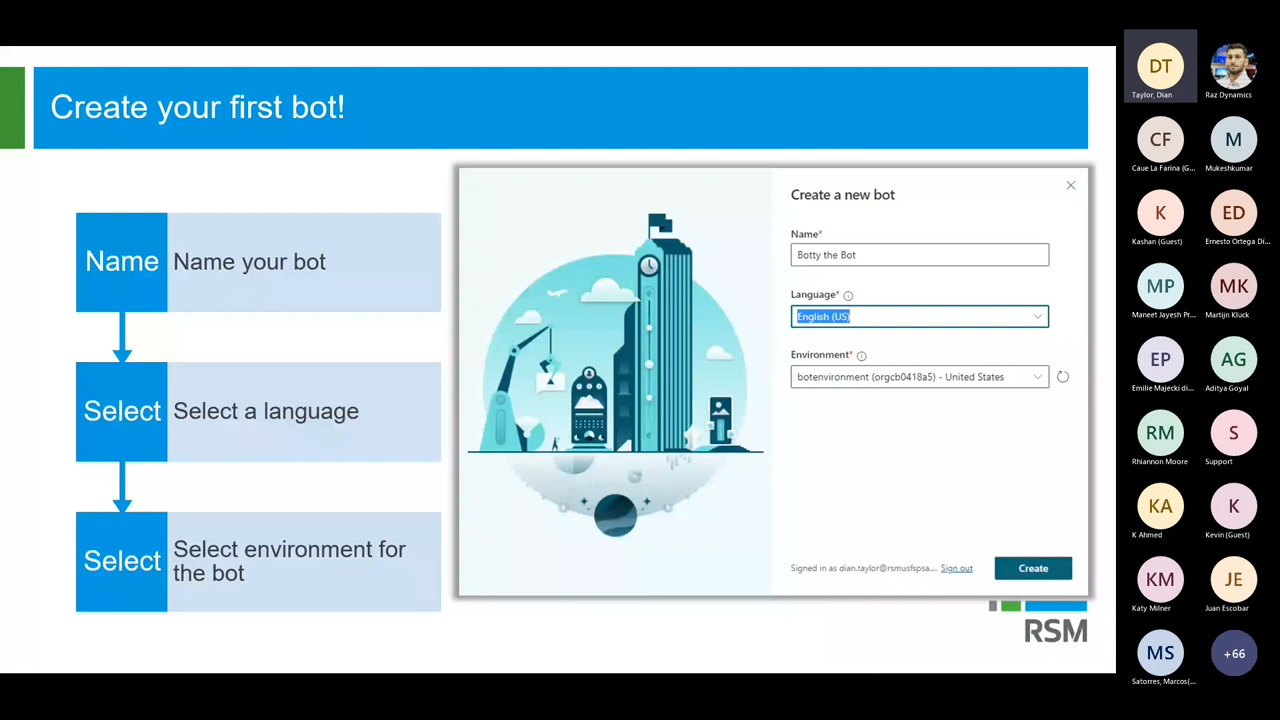 Create your first bot!
Name
Name your bot
Select
Select a language
Select
Select environment for
the bot
Create a new bot
Name*
Botty the Bot
Language*
English (US)
Environment*
botenvironment (orgcb0418a5) - United States
Signed in as dian.taylor@rsmusfspsa....
Sign out
Create
RSM
DT
Taylor, Dian
Raz Dynamics
CF
Caue La Farina (G...
M
Mukeshkumar
K
Kashan (Guest)
ED
Ernesto Ortega Di...
MP
Maneet Jayesh Pr...
MK
Martijn Kluck
EP
Emilie Majecki di...
AG
Aditya Goyal
RM
Rhiannon Moore
S
Support
KA
K Ahmed
K
Kevin (Guest)
KM
Katy Milner
JE
Juan Escobar
MS
Satorres, Marcos(...
+66